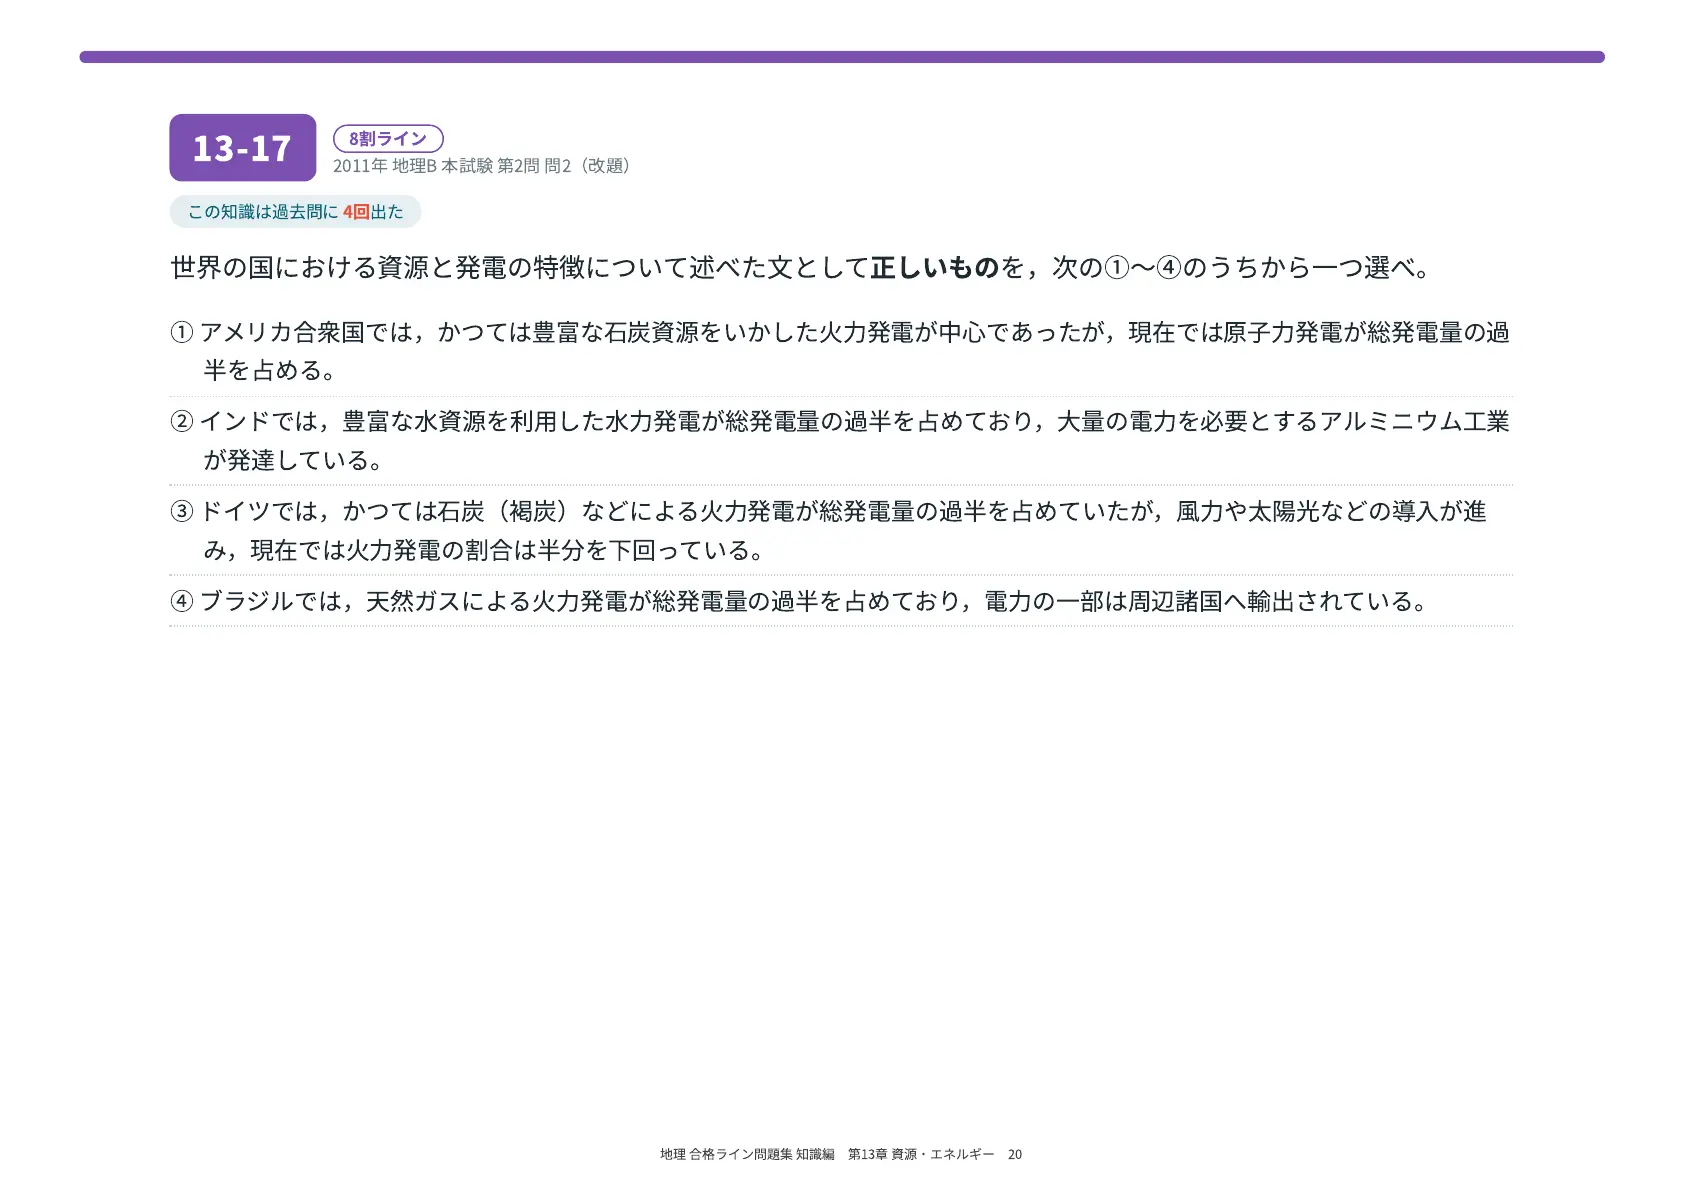 13-17
8割ライン
2011年 地理B 本試験 第2問 問2（改題）
この知識は過去問に 4回出た
世界の国における資源と発電の特徴について述べた文として正しいものを，次の①～④のうちから一つ選べ。
① アメリカ合衆国では，かつては豊富な石炭資源をいかした火力発電が中心であったが，現在では原子力発電が総発電量の過
半を占める。
② インドでは，豊富な水資源を利用した水力発電が総発電量の過半を占めており，大量の電力を必要とするアルミニウム工業
が発達している。
③ ドイツでは，かつては石炭（褐炭）などによる火力発電が総発電量の過半を占めていたが，風力や太陽光などの導入が進
み，現在では火力発電の割合は半分を下回っている。
④ ブラジルでは，天然ガスによる火力発電が総発電量の過半を占めており，電力の一部は周辺諸国へ輸出されている。
地理 合格ライン問題集 知識編　第13章 資源・エネルギー　20